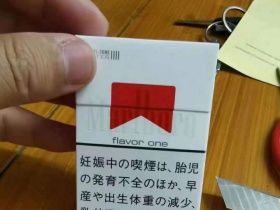 Marlboro
flavor one
妊娠中の喫煙は、胎児
の発育不全のほか、早
産や出生体重の減少、